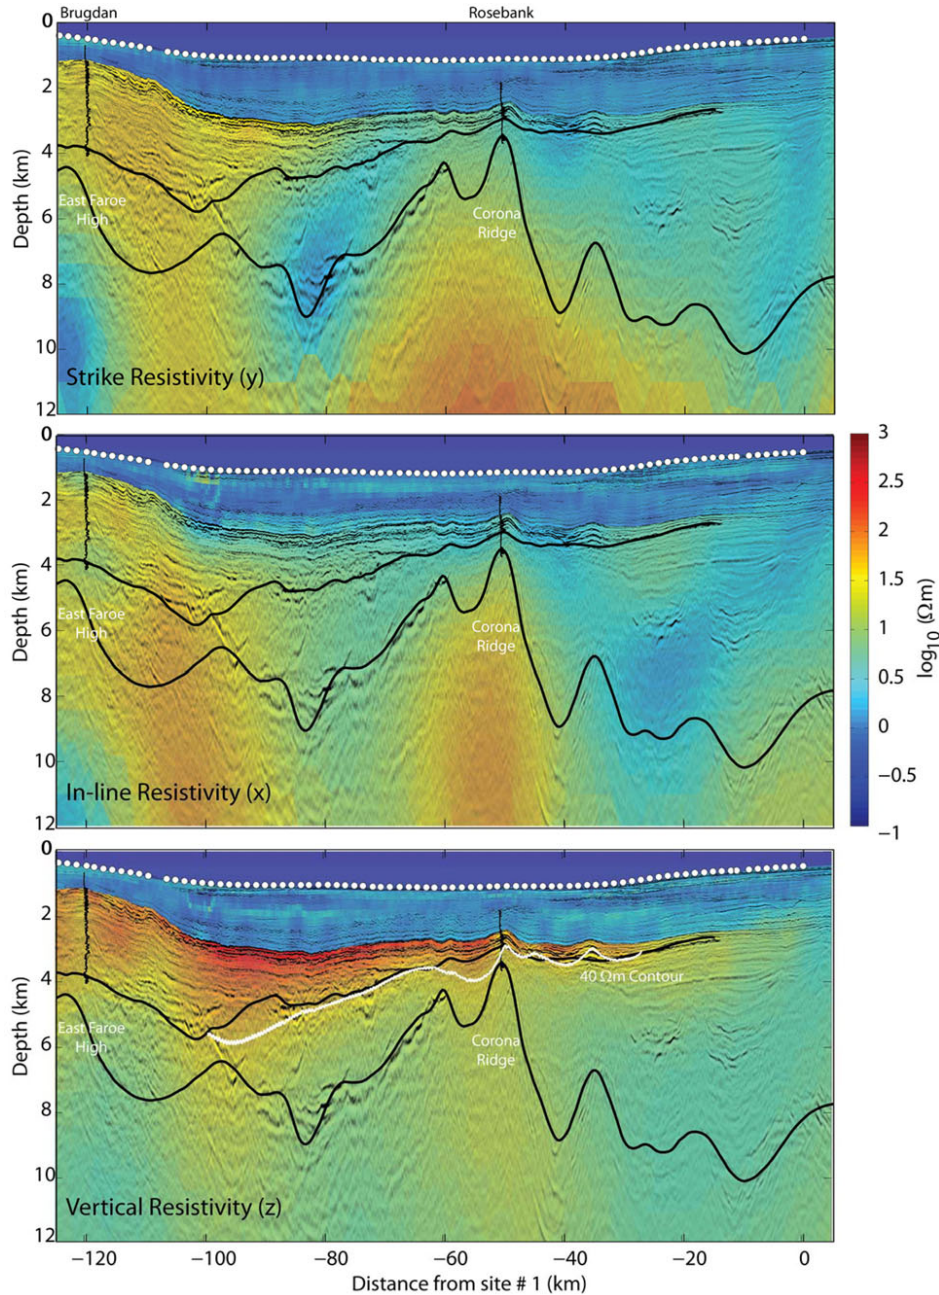 Brugdan Rosebank
0
2
4
6
8
10
12
Depth (km)
East Faroe
High
Corona
Ridge
Strike Resistivity (y)
0
2
4
6
8
10
12
Depth (km)
East Faroe
High
Corona
Ridge
In-line Resistivity (x)
3
2.5
2
1.5
1
0.5
0
−0.5
−1
log10 (Ωm)
0
2
4
6
8
10
12
Depth (km)
40 Ωm Contour
East Faroe
High
Corona
Ridge
Vertical Resistivity (z)
−120 −100 −80 −60 −40 −20 0
Distance from site # 1 (km)